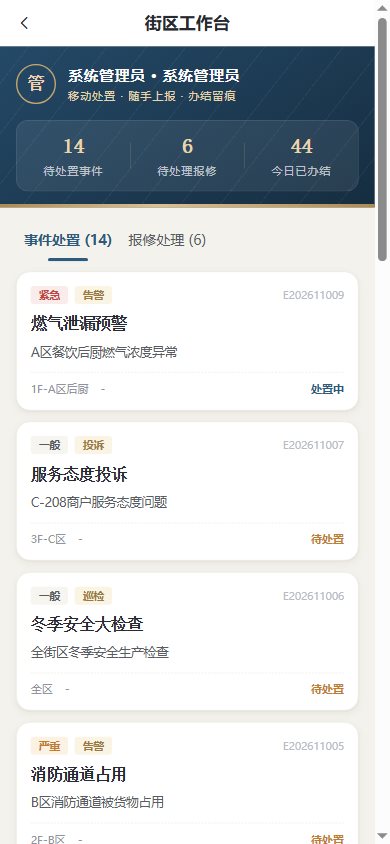 街区工作台
管
系统管理员 · 系统管理员
移动处置 · 随手上报 · 办结留痕
14 6 44
待处置事件 待处理报修 今日已办结
事件处置 (14) 报修处理 (6)
紧急 告警 E202611009
燃气泄漏预警
A区餐饮后厨燃气浓度异常
1F-A区后厨 - 处置中
一般 投诉 E202611007
服务态度投诉
C-208商户服务态度问题
3F-C区 - 待处置
一般 巡检 E202611006
冬季安全大检查
全街区冬季安全生产检查
全区 - 待处置
严重 告警 E202611005
消防通道占用
B区消防通道被货物占用
2F-B区 - 待处置